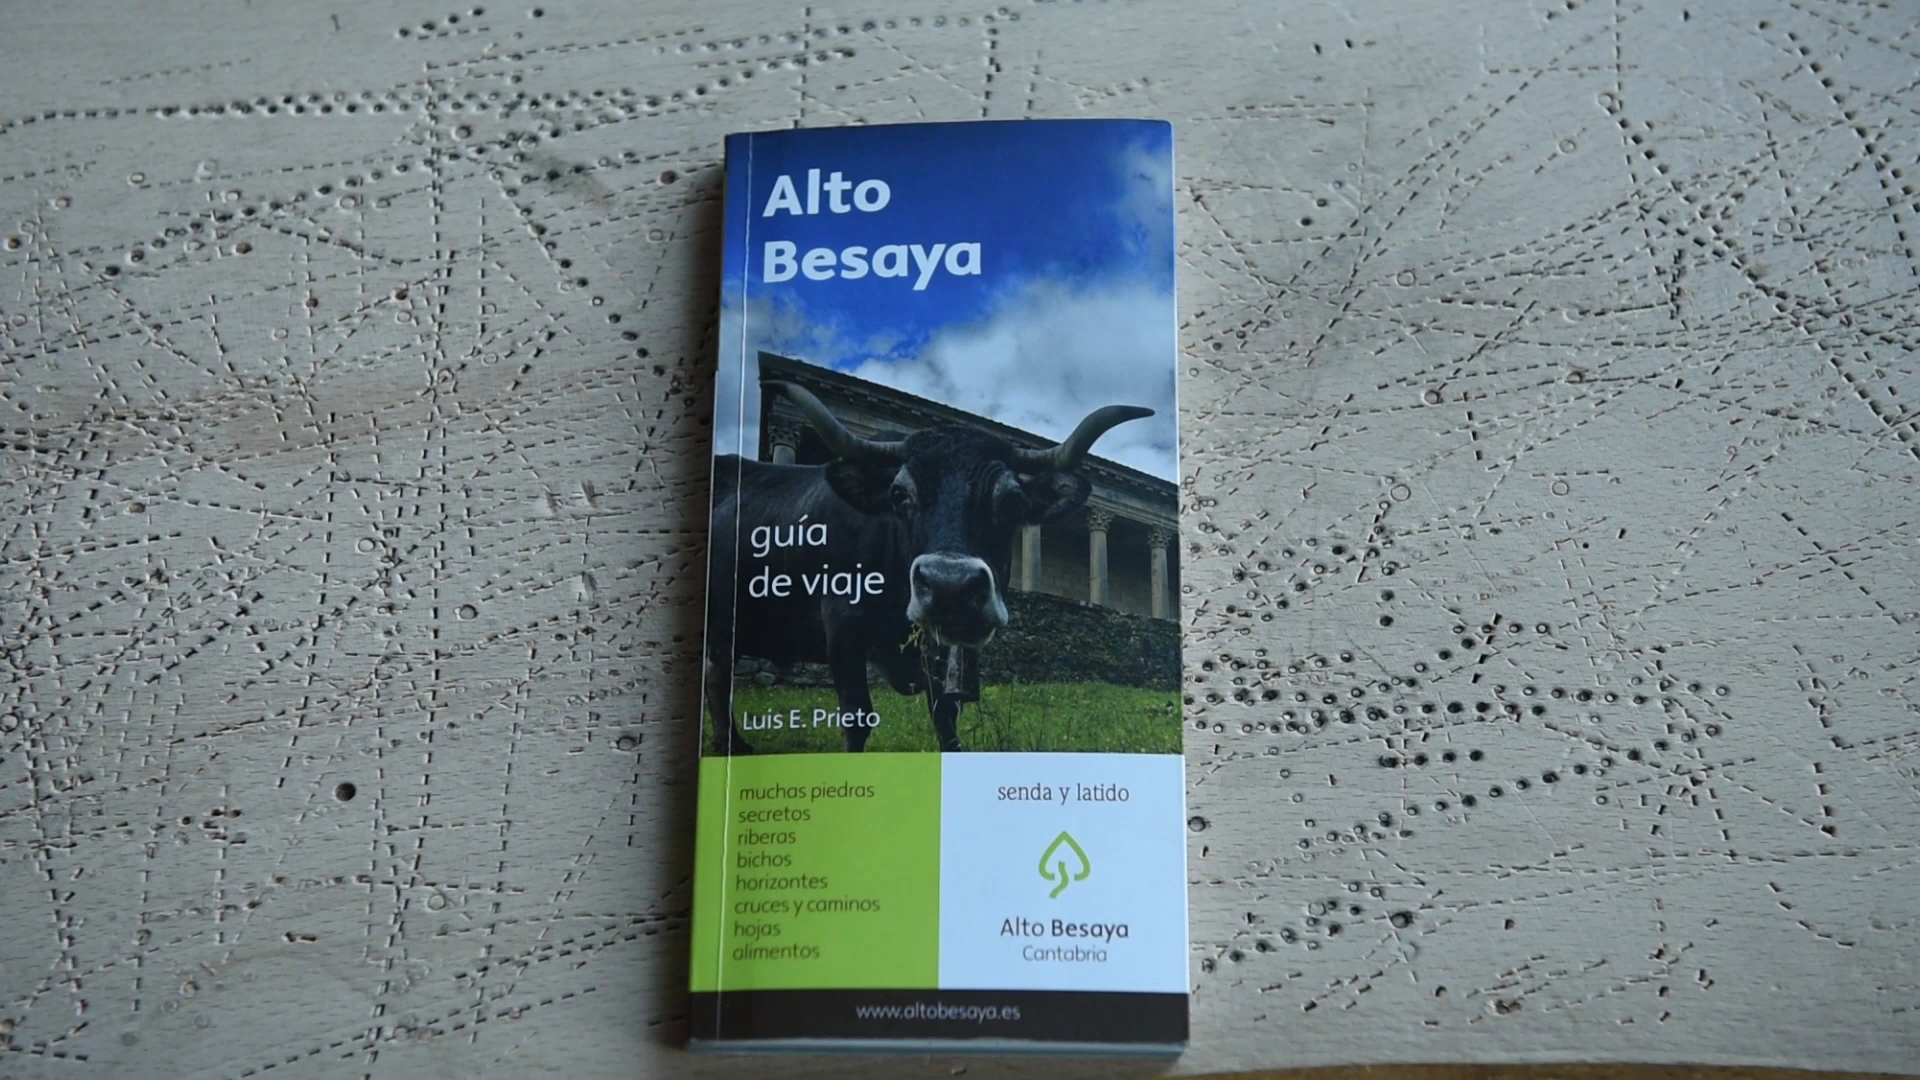 Alto
Besaya
guía
de viaje
Luis E. Prieto
muchas piedras
secretos
riberas
bichos
horizontes
cruces y caminos
hojas
alimentos
senda y latido
Alto Besaya
Cantabria
www.altobesaya.es